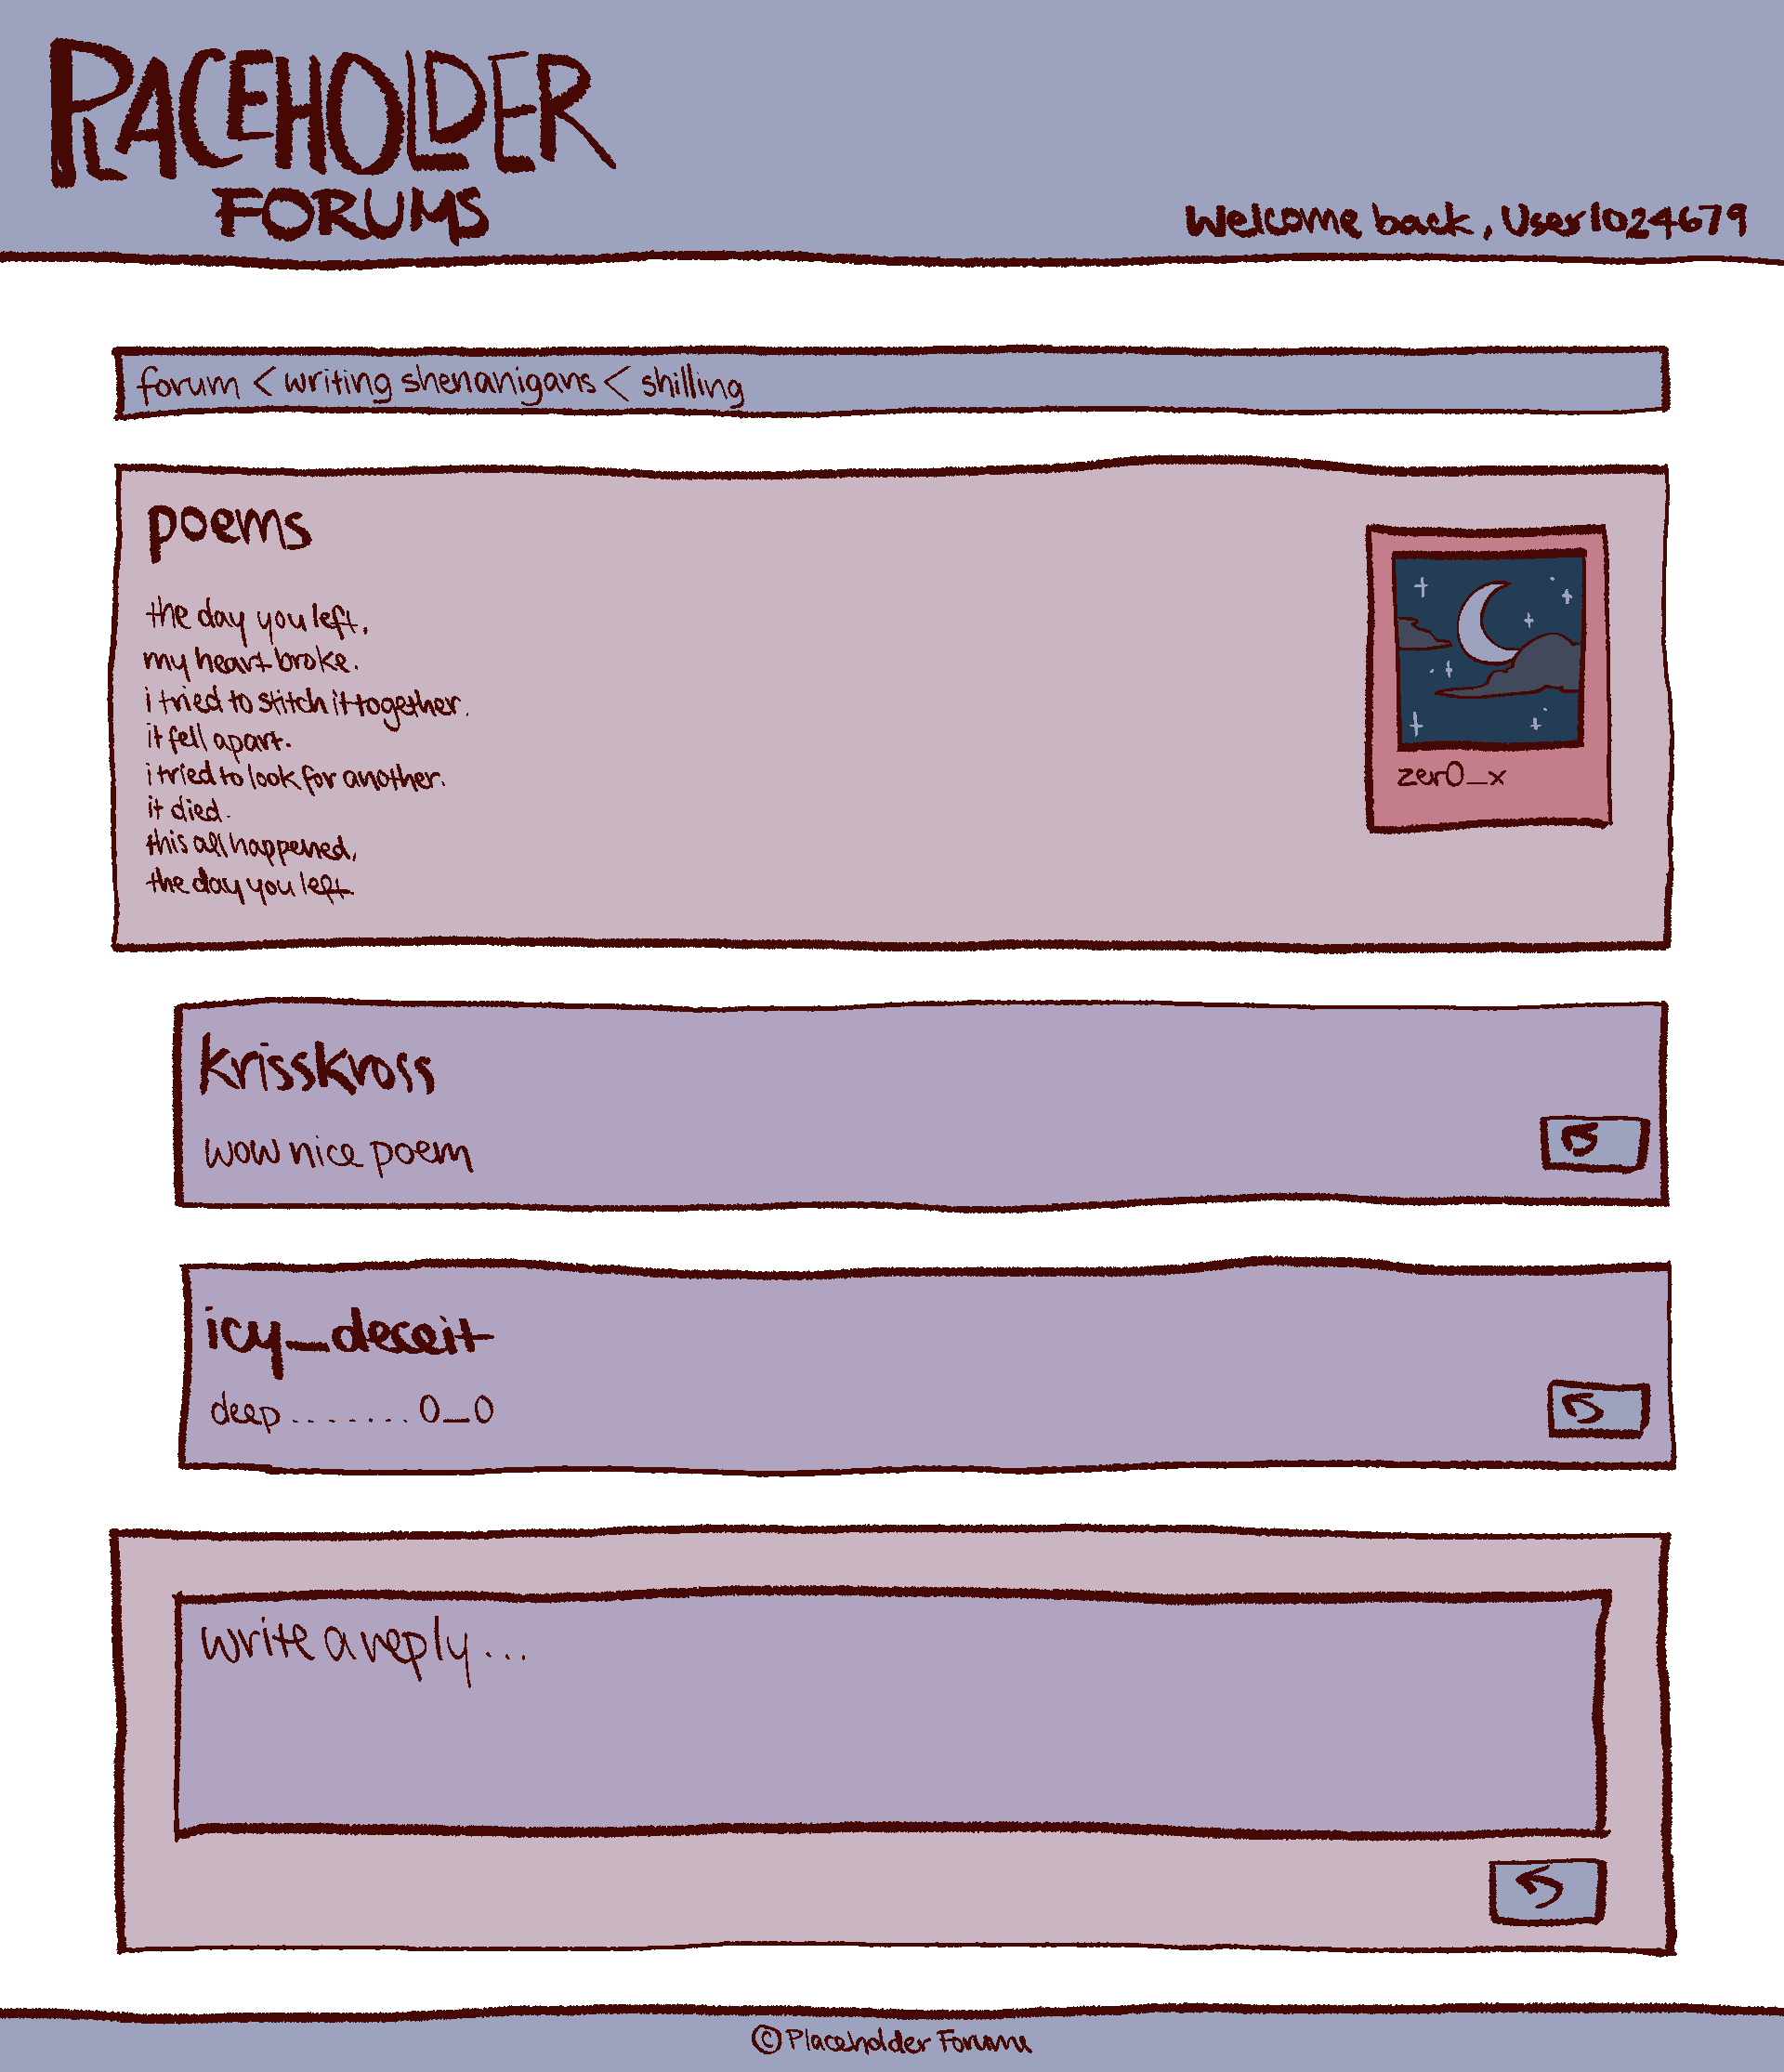 PLACEHOLDER
FORUMS
Welcome back, User1024679
forum < writing shenanigans < shilling
poems
the day you left,
my heart broke.
i tried to stitch it together.
it fell apart.
i tried to look for another.
it died.
this all happened,
the day you left.
zer0_x
krisskross
wow nice poem
icy_deceit
deep........0_0
write a reply...
© Placeholder Forums